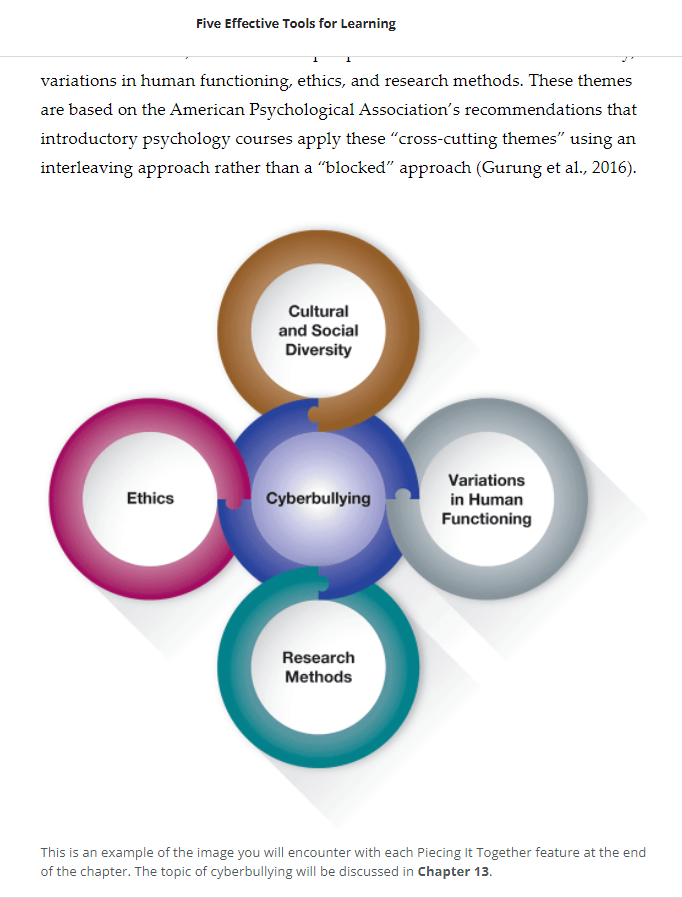 Five Effective Tools for Learning
variations in human functioning, ethics, and research methods. These themes
are based on the American Psychological Association’s recommendations that
introductory psychology courses apply these “cross-cutting themes” using an
interleaving approach rather than a “blocked” approach (Gurung et al., 2016).
Cultural
and Social
Diversity
Ethics
Cyberbullying
Variations
in Human
Functioning
Research
Methods
This is an example of the image you will encounter with each Piecing It Together feature at the end
of the chapter. The topic of cyberbullying will be discussed in Chapter 13.